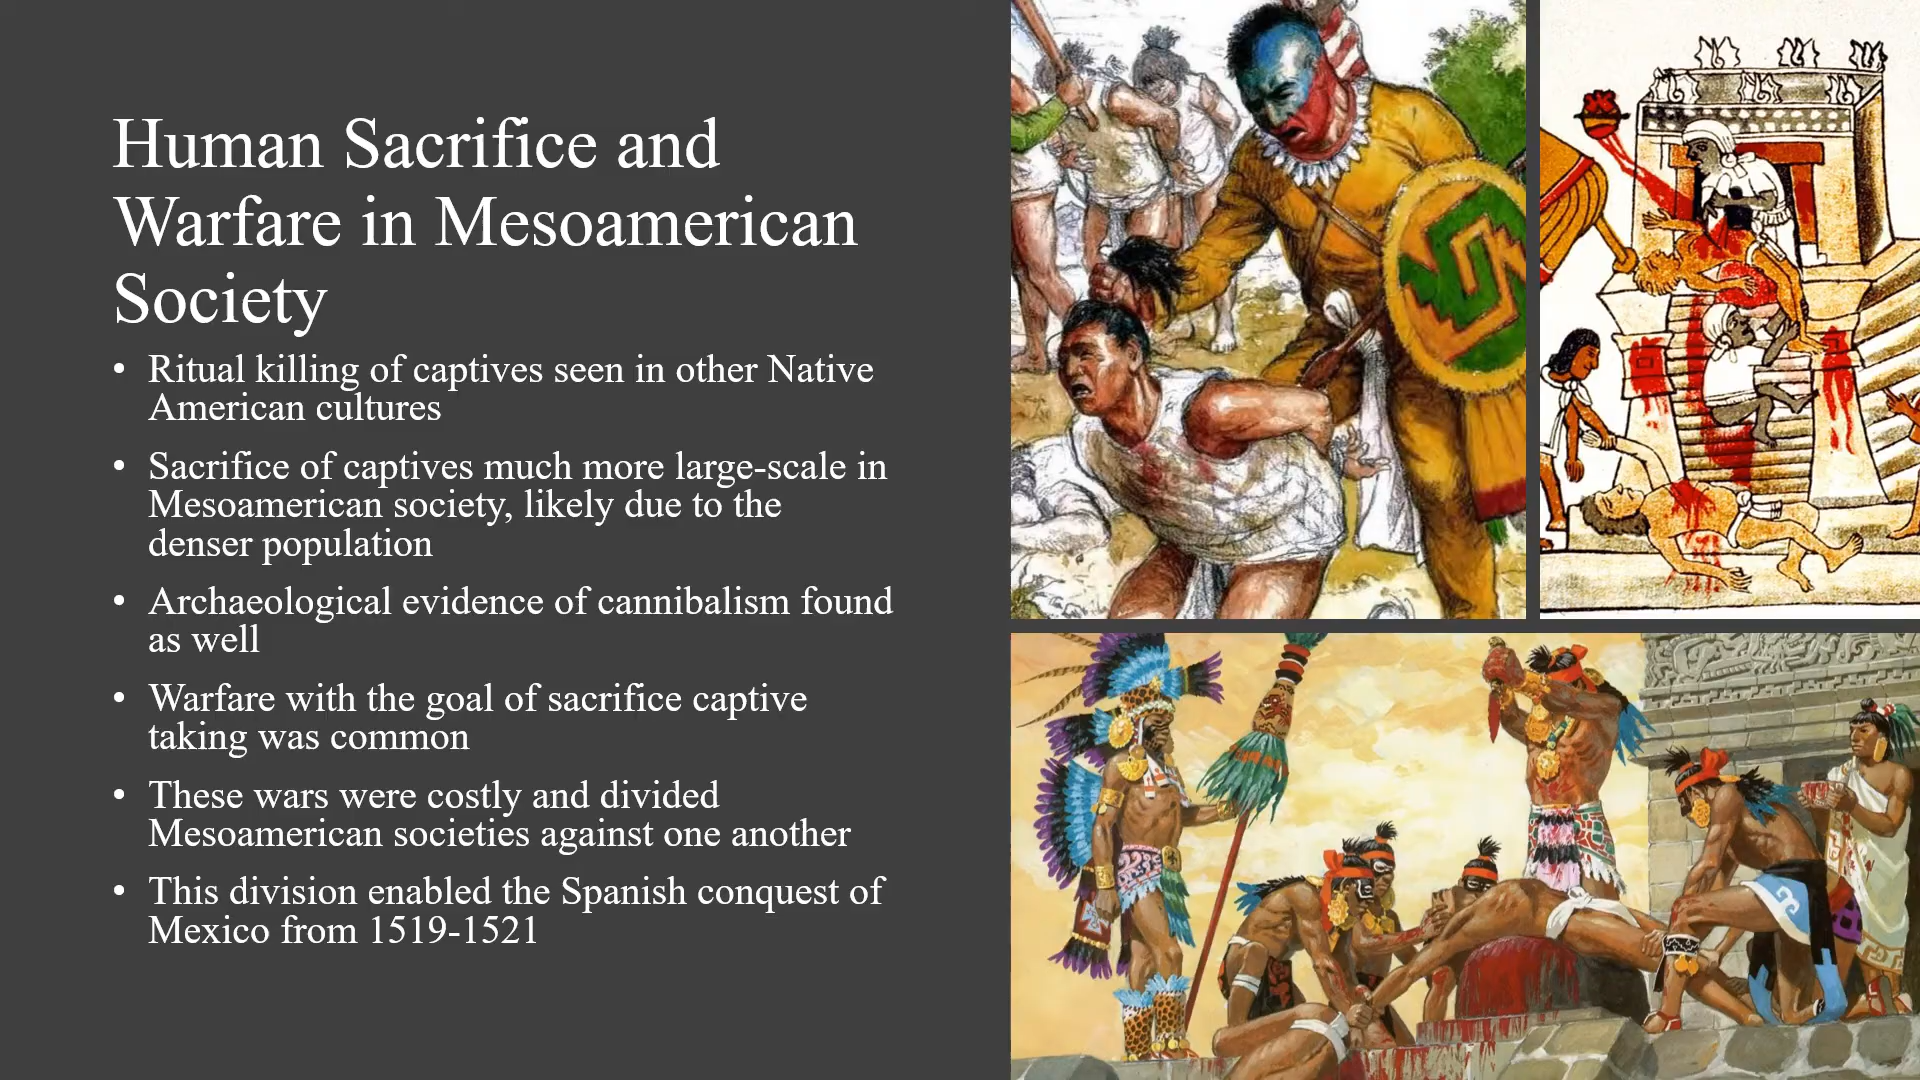 Human Sacrifice and
Warfare in Mesoamerican
Society
• Ritual killing of captives seen in other Native
American cultures
• Sacrifice of captives much more large-scale in
Mesoamerican society, likely due to the
denser population
• Archaeological evidence of cannibalism found
as well
• Warfare with the goal of sacrifice captive
taking was common
• These wars were costly and divided
Mesoamerican societies against one another
• This division enabled the Spanish conquest of
Mexico from 1519-1521